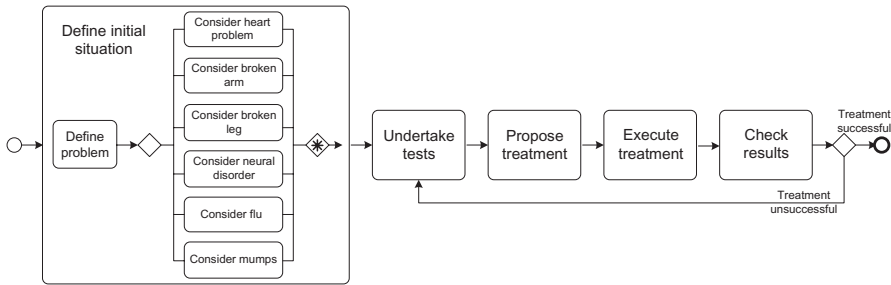 Define initial
situation
Define
problem
Consider heart
problem
Consider broken
arm
Consider broken
leg
Consider neural
disorder
Consider flu
Consider mumps
Undertake
tests
Propose
treatment
Execute
treatment
Check
results
Treatment
successful
Treatment
unsuccessful